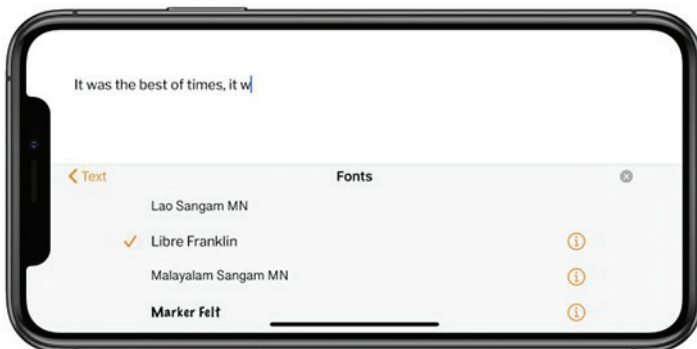 It was the best of times, it w
Text Fonts
Lao Sangam MN
Libre Franklin
Malayalam Sangam MN
Marker Felt